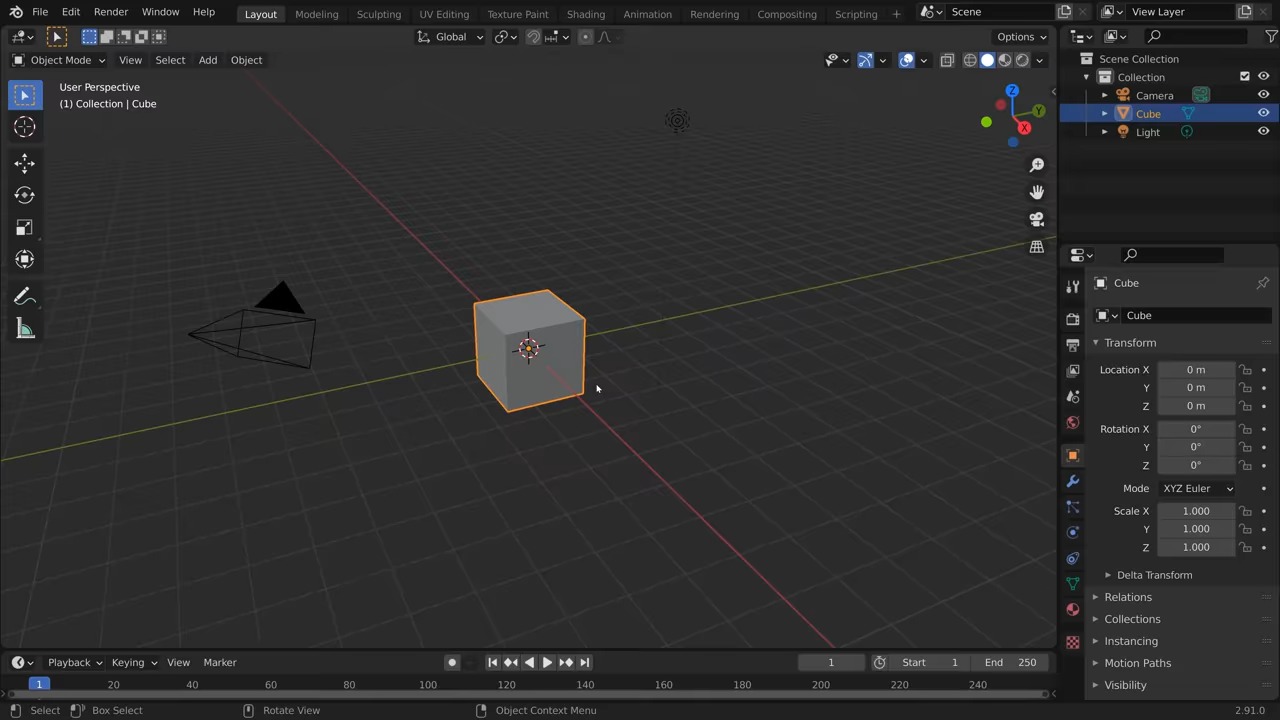 File Edit Render Window Help Layout Modeling Sculpting UV Editing Texture Paint Shading Animation Rendering Compositing Scripting + Scene View Layer
Global Options
Object Mode View Select Add Object
User Perspective
(1) Collection | Cube
Z
Y
X
Scene Collection
Collection
Camera
Cube
Light
Cube
Cube
Transform
Location X 0 m
Y 0 m
Z 0 m
Rotation X 0°
Y 0°
Z 0°
Mode XYZ Euler
Scale X 1.000
Y 1.000
Z 1.000
Delta Transform
Relations
Collections
Instancing
Motion Paths
Visibility
Playback Keying View Marker 1 Start 1 End 250
1 20 40 60 80 100 120 140 160 180 200 220 240
Select Box Select Rotate View Object Context Menu 2.91.0